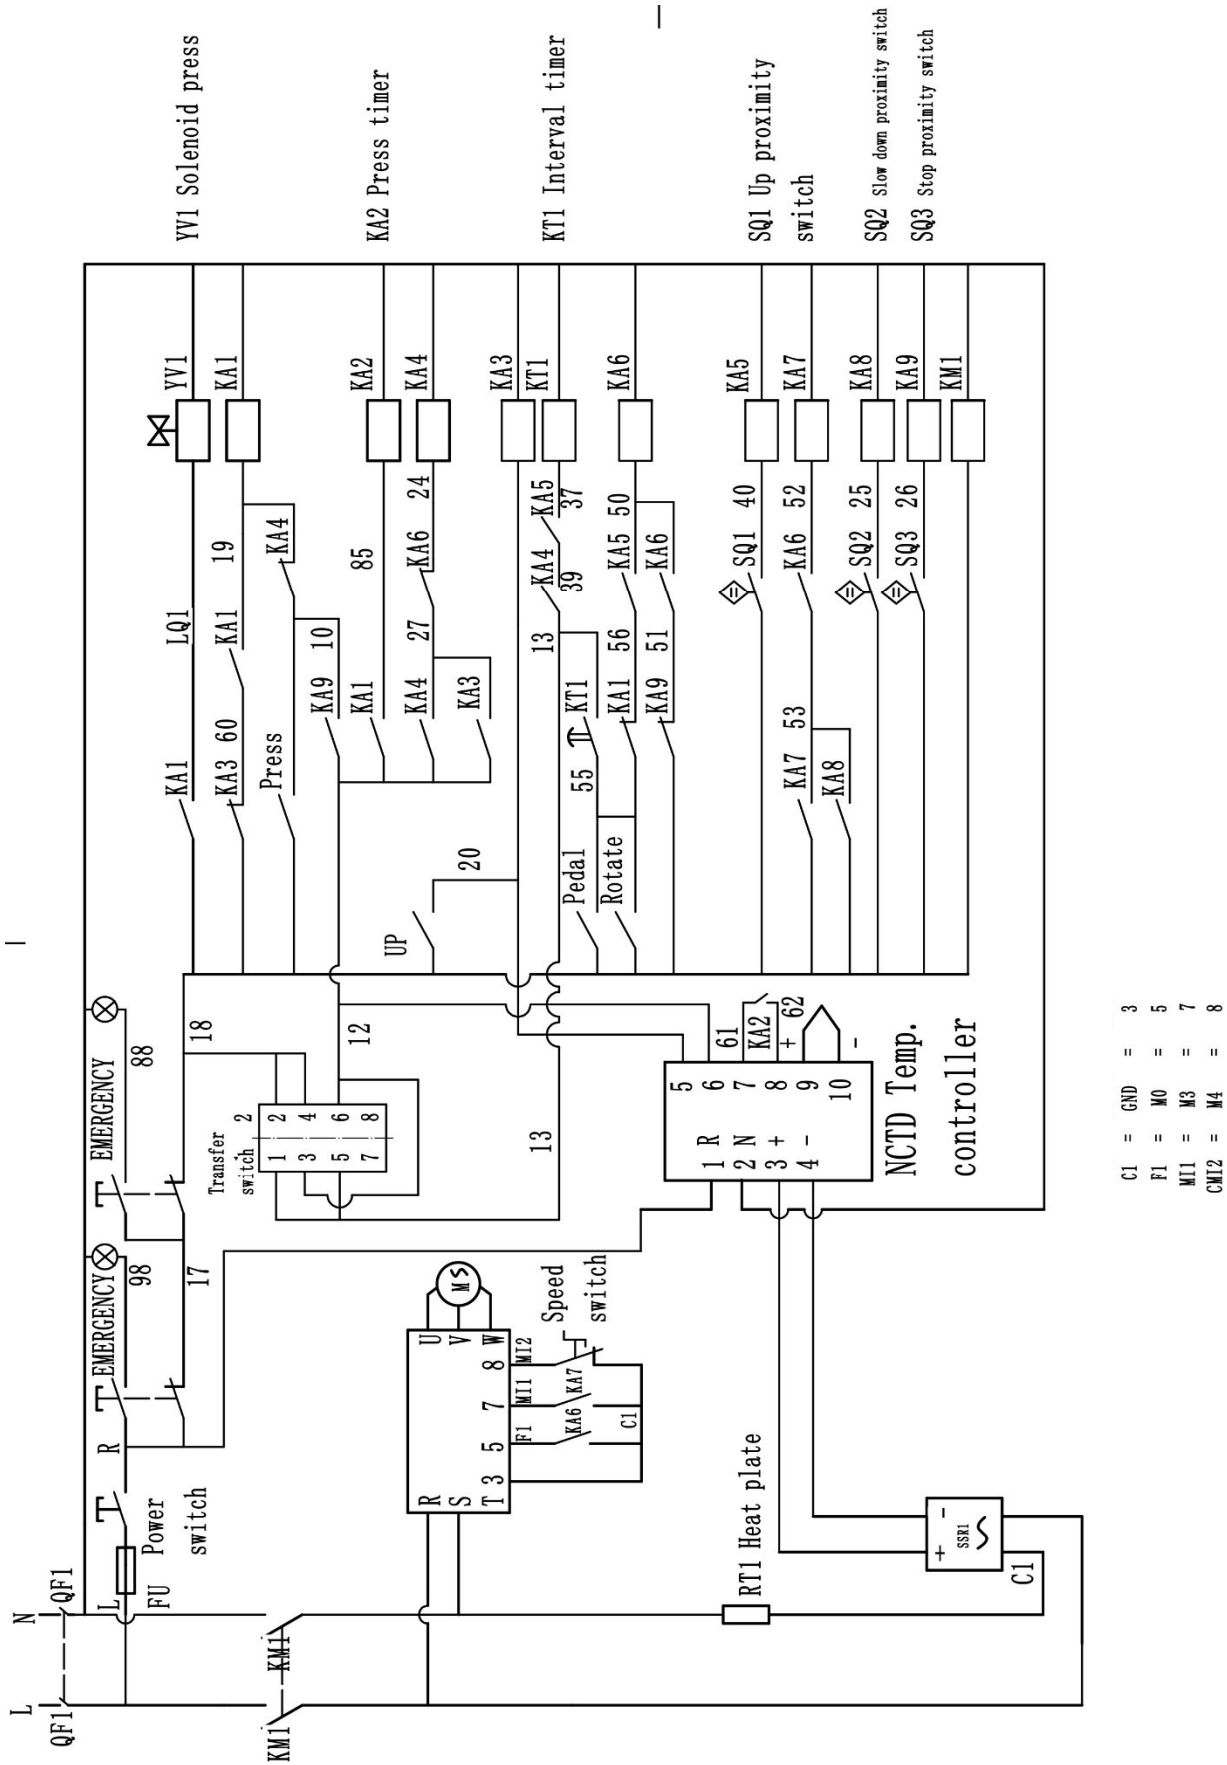 L
N
QF1
QF1
L
FU
Power
switch
R
EMERGENCY
98
17
EMERGENCY
88
18
KM1
KM1
R
S
T
3
5
7
8
U
V
W
M
F1
MI1
MI2
KA6
KA7
C1
Speed
switch
RT1 Heat plate
+
-
SSR1
C1
Transfer
switch
2
1
2
3
4
5
6
7
8
12
13
1 R
2 N
3 +
4 -
5
6
7
8
9
10
61
KA2
62
+
-
NCTD Temp.
controller
KA1
LQ1
YV1
YV1 Solenoid press
KA3
60
KA1
19
KA1
Press
KA4
KA9
10
KA1
85
KA2
KA2 Press timer
KA4
27
KA6
24
KA4
KA3
UP
20
KA3
13
KA4
39
KA5
37
KT1
KT1 Interval timer
Pedal
55
KT1
Rotate
KA1
56
KA5
50
KA6
KA9
51
KA6
SQ1
40
KA5
SQ1 Up proximity
switch
KA7
53
KA6
52
KA7
KA8
SQ2
25
KA8
SQ2 Slow down proximity switch
SQ3
26
KA9
SQ3 Stop proximity switch
KM1
C1 = GND = 3
F1 = M0 = 5
MI1 = M3 = 7
CMI2 = M4 = 8